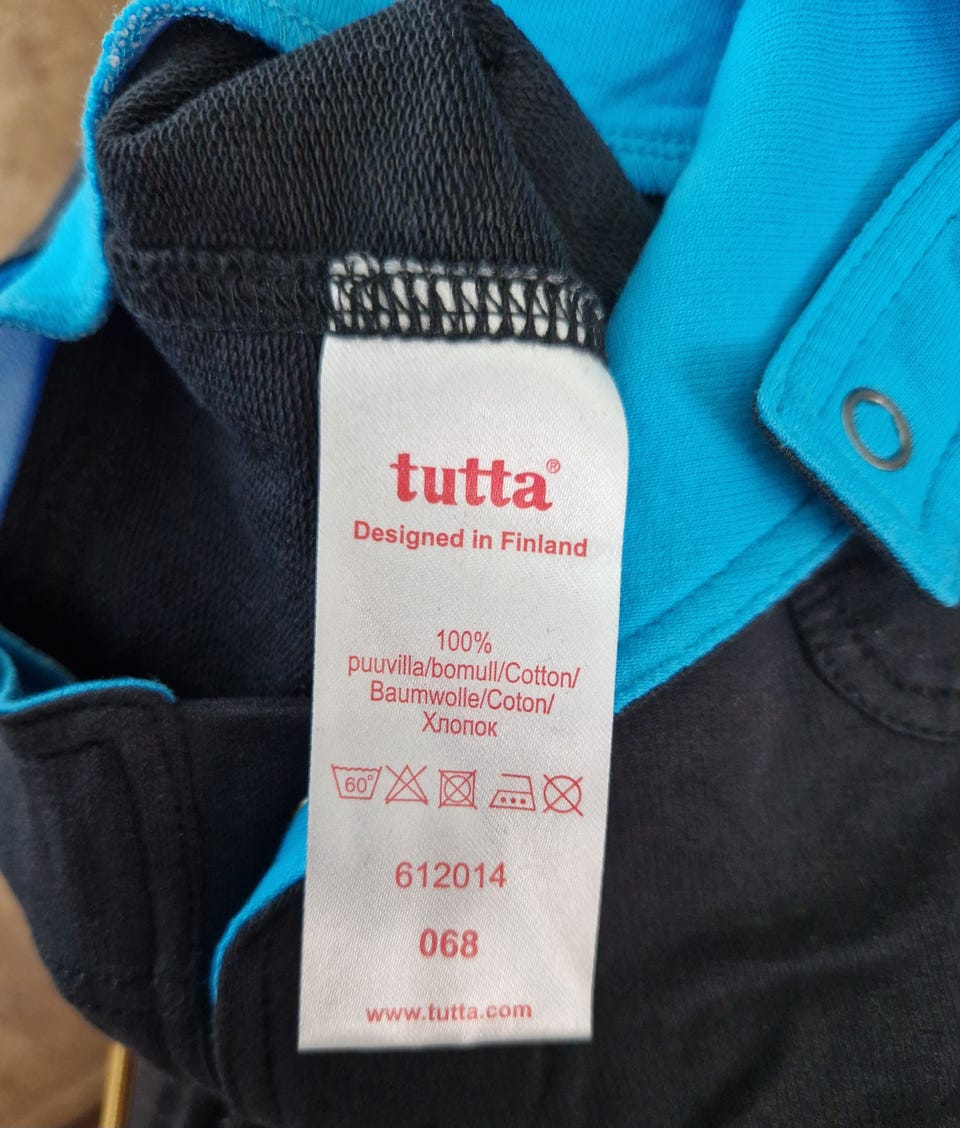 tutta®
Designed in Finland
100%
puuvilla/bomull/Cotton/
Baumwolle/Coton/
Хлопок
60°
612014
068
www.tutta.com